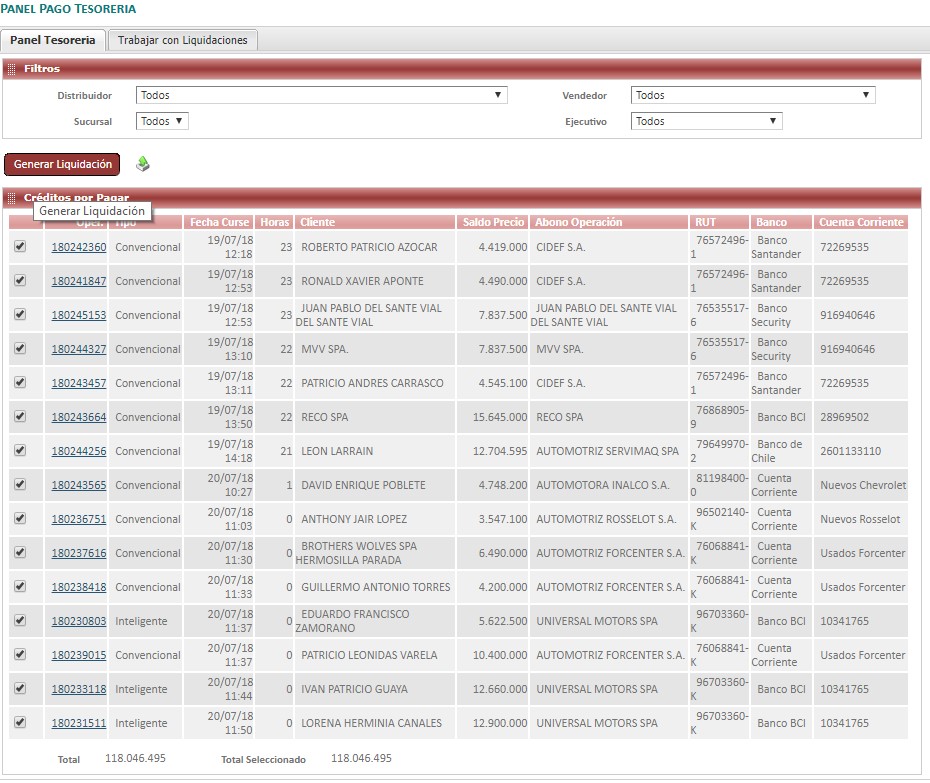 PANEL PAGO TESORERIA
Panel Tesoreria Trabajar con Liquidaciones
Filtros
Distribuidor Todos Vendedor Todos
Sucursal Todos Ejecutivo Todos
Generar Liquidación
Créditos por Pagar
Generar Liquidación
Oper. Tipo Fecha Curse Horas Cliente Saldo Precio Abono Operación RUT Banco Cuenta Corriente
180242360 Convencional 19/07/18 12:18 23 ROBERTO PATRICIO AZOCAR 4.419.000 CIDEF S.A. 76572496-1 Banco Santander 72269535
180241847 Convencional 19/07/18 12:53 23 RONALD XAVIER APONTE 4.490.000 CIDEF S.A. 76572496-1 Banco Santander 72269535
180245153 Convencional 19/07/18 12:53 23 JUAN PABLO DEL SANTE VIAL DEL SANTE VIAL 7.837.500 JUAN PABLO DEL SANTE VIAL DEL SANTE VIAL 76535517-6 Banco Security 916940646
180244327 Convencional 19/07/18 13:10 22 MVV SPA. 7.837.500 MVV SPA. 76535517-6 Banco Security 916940646
180243457 Convencional 19/07/18 13:11 22 PATRICIO ANDRES CARRASCO 4.545.100 CIDEF S.A. 76572496-1 Banco Santander 72269535
180243664 Convencional 19/07/18 13:50 22 RECO SPA 15.645.000 RECO SPA 76868905-9 Banco BCI 28969502
180244256 Convencional 19/07/18 14:18 21 LEON LARRAIN 12.704.595 AUTOMOTRIZ SERVIMAQ SPA 79649970-2 Banco de Chile 2601133110
180243565 Convencional 20/07/18 10:27 1 DAVID ENRIQUE POBLETE 4.748.200 AUTOMOTORA INALCO S.A. 81198400-0 Cuenta Corriente Nuevos Chevrolet
180236751 Convencional 20/07/18 11:03 0 ANTHONY JAIR LOPEZ 3.547.100 AUTOMOTRIZ ROSSELOT S.A. 96502140-K Cuenta Corriente Nuevos Rosselot
180237616 Convencional 20/07/18 11:30 0 BROTHERS WOLVES SPA HERMOSILLA PARADA 6.490.000 AUTOMOTRIZ FORCENTER S.A. 76068841-K Cuenta Corriente Usados Forcenter
180238418 Convencional 20/07/18 11:33 0 GUILLERMO ANTONIO TORRES 4.200.000 AUTOMOTRIZ FORCENTER S.A. 76068841-K Cuenta Corriente Usados Forcenter
180230803 Inteligente 20/07/18 11:37 0 EDUARDO FRANCISCO ZAMORANO 5.622.500 UNIVERSAL MOTORS SPA 96703360-K Banco BCI 10341765
180239015 Convencional 20/07/18 11:37 0 PATRICIO LEONIDAS VARELA 10.400.000 AUTOMOTRIZ FORCENTER S.A. 76068841-K Cuenta Corriente Usados Forcenter
180233118 Inteligente 20/07/18 11:44 0 IVAN PATRICIO GUAYA 12.660.000 UNIVERSAL MOTORS SPA 96703360-K Banco BCI 10341765
180231511 Inteligente 20/07/18 11:50 0 LORENA HERMINIA CANALES 12.900.000 UNIVERSAL MOTORS SPA 96703360-K Banco BCI 10341765
Total 118.046.495 Total Seleccionado 118.046.495